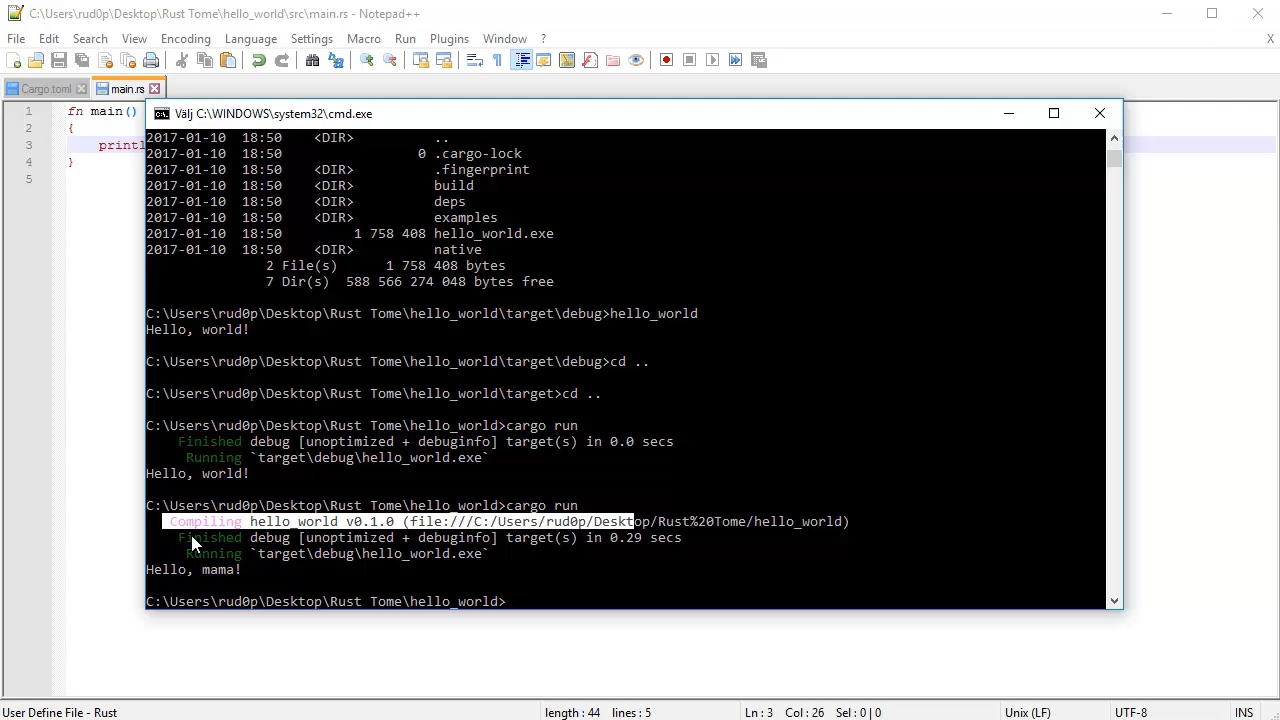 C:\Users\rud0p\Desktop\Rust Tome\hello_world\src\main.rs - Notepad++
File Edit Search View Encoding Language Settings Macro Run Plugins Window ? X
Cargo.toml main.rs
1 fn main()
2 {
3 printl
4 }
5
Välj C:\WINDOWS\system32\cmd.exe
2017-01-10 18:50 <DIR> ..
2017-01-10 18:50 0 .cargo-lock
2017-01-10 18:50 <DIR> .fingerprint
2017-01-10 18:50 <DIR> build
2017-01-10 18:50 <DIR> deps
2017-01-10 18:50 <DIR> examples
2017-01-10 18:50 1 758 408 hello_world.exe
2017-01-10 18:50 <DIR> native
2 File(s) 1 758 408 bytes
7 Dir(s) 588 566 274 048 bytes free
C:\Users\rud0p\Desktop\Rust Tome\hello_world\target\debug>hello_world
Hello, world!
C:\Users\rud0p\Desktop\Rust Tome\hello_world\target\debug>cd ..
C:\Users\rud0p\Desktop\Rust Tome\hello_world\target>cd ..
C:\Users\rud0p\Desktop\Rust Tome\hello_world>cargo run
Finished debug [unoptimized + debuginfo] target(s) in 0.0 secs
Running `target\debug\hello_world.exe`
Hello, world!
C:\Users\rud0p\Desktop\Rust Tome\hello_world>cargo run
Compiling hello_world v0.1.0 (file:///C:/Users/rud0p/Desktop/Rust%20Tome/hello_world)
Finished debug [unoptimized + debuginfo] target(s) in 0.29 secs
Running `target\debug\hello_world.exe`
Hello, mama!
C:\Users\rud0p\Desktop\Rust Tome\hello_world>
User Define File - Rust length : 44 lines : 5 Ln : 3 Col : 26 Sel : 0 | 0 Unix (LF) UTF-8 INS